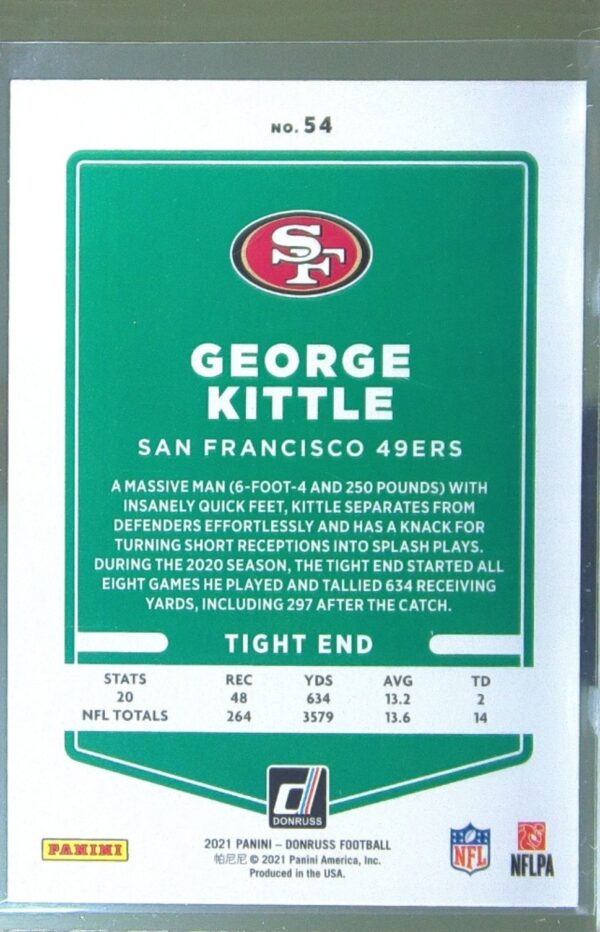 NO. 54
SF
GEORGE
KITTLE
SAN FRANCISCO 49ERS
A MASSIVE MAN (6-FOOT-4 AND 250 POUNDS) WITH
INSANELY QUICK FEET, KITTLE SEPARATES FROM
DEFENDERS EFFORTLESSLY AND HAS A KNACK FOR
TURNING SHORT RECEPTIONS INTO SPLASH PLAYS.
DURING THE 2020 SEASON, THE TIGHT END STARTED ALL
EIGHT GAMES HE PLAYED AND TALLIED 634 RECEIVING
YARDS, INCLUDING 297 AFTER THE CATCH.
TIGHT END
STATS REC YDS AVG TD
20 48 634 13.2 2
NFL TOTALS 264 3579 13.6 14
d
DONRUSS
PANINI
2021 PANINI – DONRUSS FOOTBALL
帕尼尼 © 2021 Panini America, Inc.
Produced in the USA.
NFL
NFLPA